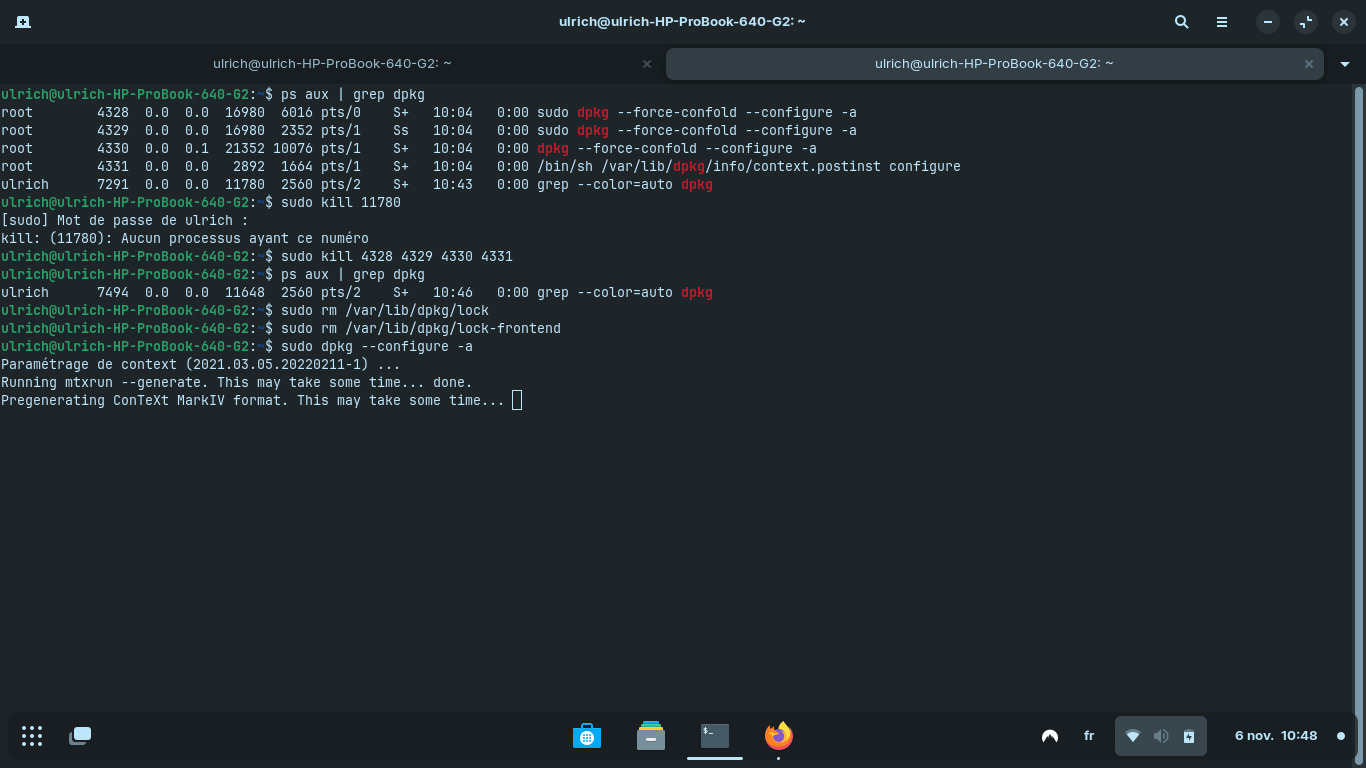 ulrich@ulrich-HP-ProBook-640-G2: ~
ulrich@ulrich-HP-ProBook-640-G2: ~
ulrich@ulrich-HP-ProBook-640-G2: ~
ulrich@ulrich-HP-ProBook-640-G2:~$ ps aux | grep dpkg
root        4328  0.0  0.0  16980  6016 pts/0    S+   10:04   0:00 sudo dpkg --force-confold --configure -a
root        4329  0.0  0.0  16980  2352 pts/1    Ss   10:04   0:00 sudo dpkg --force-confold --configure -a
root        4330  0.0  0.1  21352 10076 pts/1    S+   10:04   0:00 dpkg --force-confold --configure -a
root        4331  0.0  0.0   2892  1664 pts/1    S+   10:04   0:00 /bin/sh /var/lib/dpkg/info/context.postinst configure
ulrich      7291  0.0  0.0  11780  2560 pts/2    S+   10:43   0:00 grep --color=auto dpkg
ulrich@ulrich-HP-ProBook-640-G2:~$ sudo kill 11780
[sudo] Mot de passe de ulrich :
kill: (11780): Aucun processus ayant ce numéro
ulrich@ulrich-HP-ProBook-640-G2:~$ sudo kill 4328 4329 4330 4331
ulrich@ulrich-HP-ProBook-640-G2:~$ ps aux | grep dpkg
ulrich      7494  0.0  0.0  11648  2560 pts/2    S+   10:46   0:00 grep --color=auto dpkg
ulrich@ulrich-HP-ProBook-640-G2:~$ sudo rm /var/lib/dpkg/lock
ulrich@ulrich-HP-ProBook-640-G2:~$ sudo rm /var/lib/dpkg/lock-frontend
ulrich@ulrich-HP-ProBook-640-G2:~$ sudo dpkg --configure -a
Paramétrage de context (2021.03.05.20220211-1) ...
Running mtxrun --generate. This may take some time... done.
Pregenerating ConTeXt MarkIV format. This may take some time...
$_
fr
6 nov. 10:48